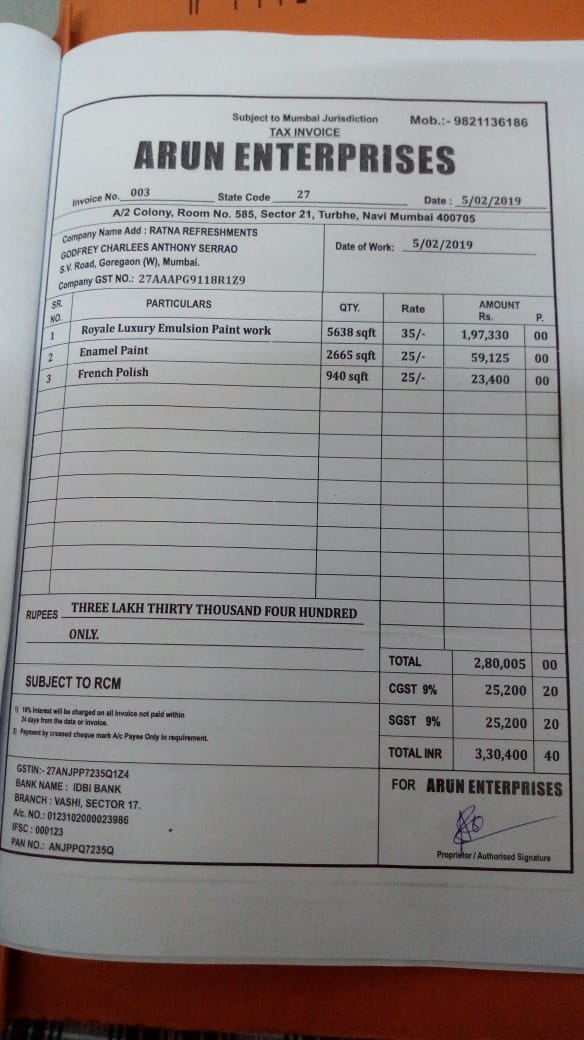 Subject to Mumbai Jurisdiction Mob.:- 9821136186
TAX INVOICE
ARUN ENTERPRISES
Invoice No. 003 State Code 27 Date : 5/02/2019
A/2 Colony, Room No. 585, Sector 21, Turbhe, Navi Mumbai 400705
Company Name Add : RATNA REFRESHMENTS
GODFREY CHARLEES ANTHONY SERRAO
S.V. Road, Goregaon (W), Mumbai.
Company GST NO.: 27AAAPG9118R1Z9
Date of Work: 5/02/2019
SR. NO. PARTICULARS QTY. Rate AMOUNT Rs. P.
1 Royale Luxury Emulsion Paint work 5638 sqft 35/- 1,97,330 00
2 Enamel Paint 2665 sqft 25/- 59,125 00
3 French Polish 940 sqft 25/- 23,400 00
RUPEES THREE LAKH THIRTY THOUSAND FOUR HUNDRED
ONLY.
TOTAL 2,80,005 00
SUBJECT TO RCM
CGST 9% 25,200 20
SGST 9% 25,200 20
TOTAL INR 3,30,400 40
1) 18% Interest will be charged on all invoice not paid within
24 days from the date or invoice.
2) Payment by crossed cheque mark A/c Payee Only in requirement.
GSTIN:- 27ANJPP7235Q1Z4
BANK NAME : IDBI BANK
BRANCH : VASHI, SECTOR 17.
A/c. NO.: 0123102000023986
IFSC : 000123
PAN NO.: ANJPPQ7235Q
FOR ARUN ENTERPRISES
Proprietor / Authorised Signature